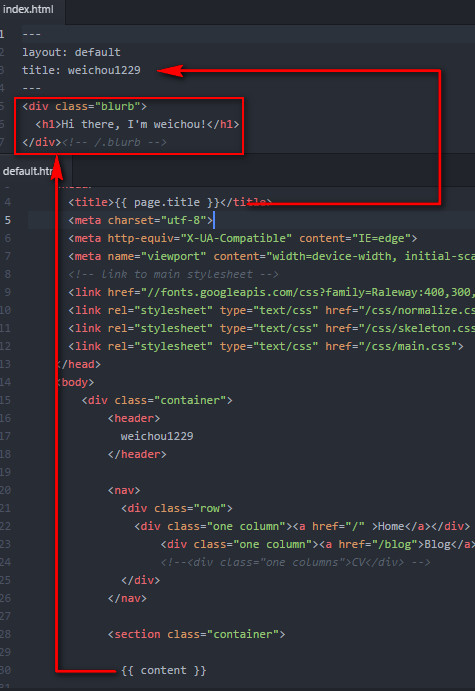 index.html
1 ---
2 layout: default
3 title: weichou1229
4 ---
5 <div class="blurb">
6 <h1>Hi there, I'm weichou!</h1>
7 </div><!-- /.blurb -->
default.html
4 <title>{{ page.title }}</title>
5 <meta charset="utf-8">
6 <meta http-equiv="X-UA-Compatible" content="IE=edge">
7 <meta name="viewport" content="width=device-width, initial-sca
8 <!-- link to main stylesheet -->
9 <link href="//fonts.googleapis.com/css?family=Raleway:400,300,
10 <link rel="stylesheet" type="text/css" href="/css/normalize.cs
11 <link rel="stylesheet" type="text/css" href="/css/skeleton.css
12 <link rel="stylesheet" type="text/css" href="/css/main.css">
13 </head>
14 <body>
15 <div class="container">
16 <header>
17 weichou1229
18 </header>
19
20 <nav>
21 <div class="row">
22 <div class="one column"><a href="/" >Home</a></div>
23 <div class="one column"><a href="/blog">Blog</a>
24 <!--<div class="one columns">CV</div> -->
25 </div>
26 </nav>
27
28 <section class="container">
29
30 {{ content }}